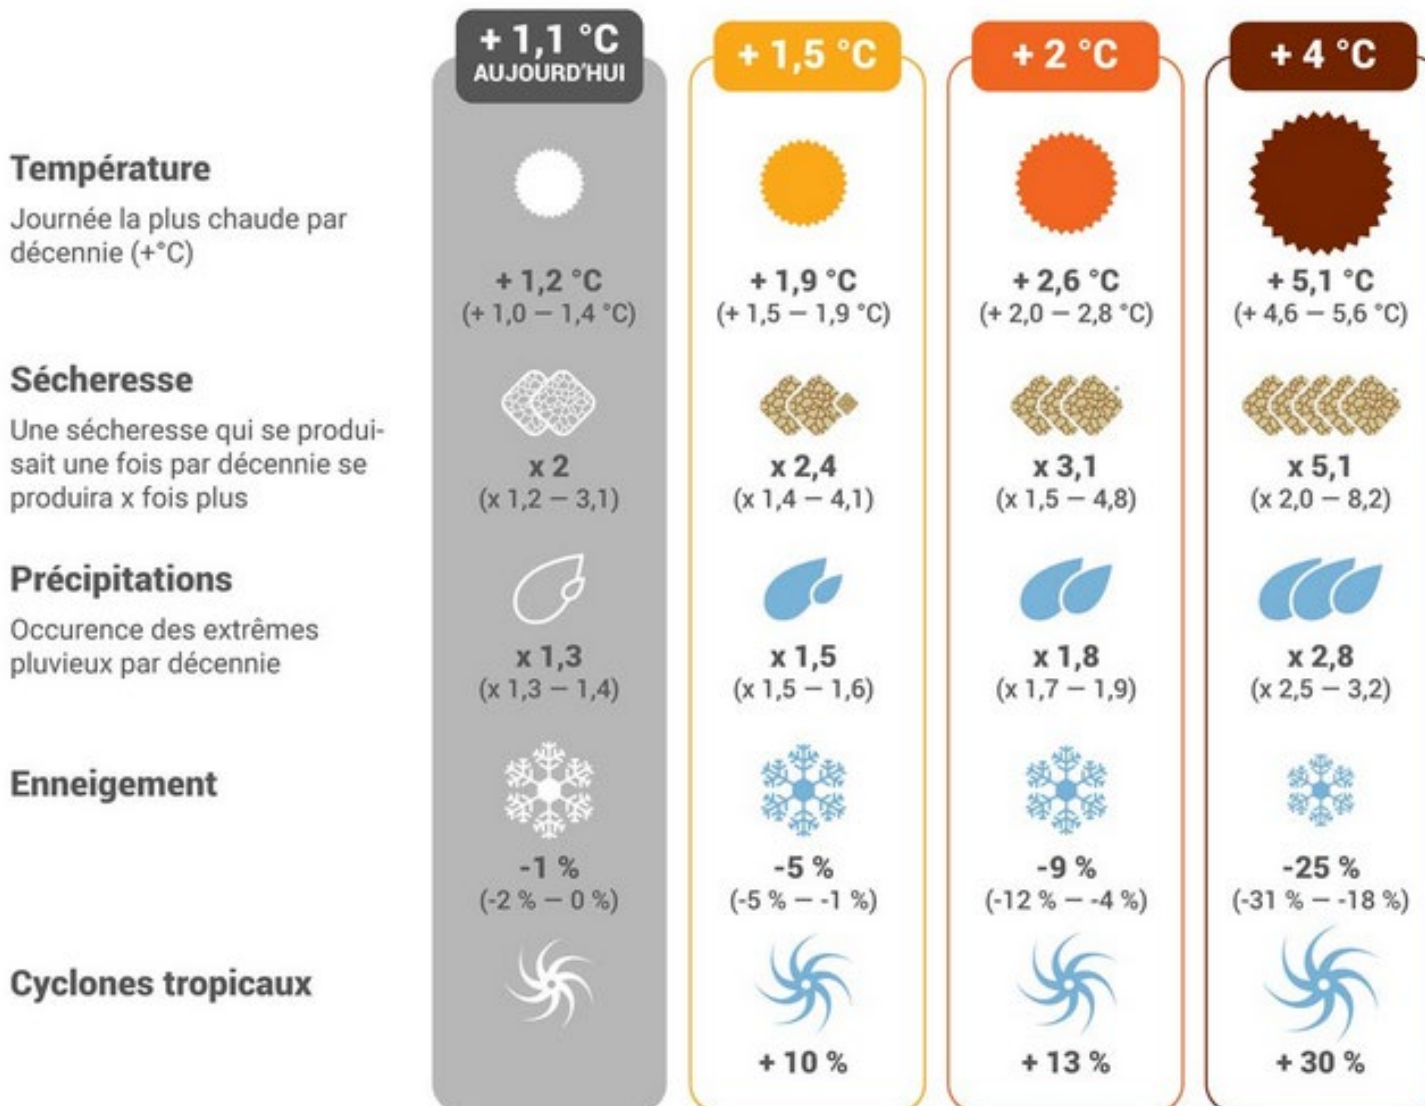 + 1,1 °C
AUJOURD'HUI
+ 1,5 °C
+ 2 °C
+ 4 °C
Température
Journée la plus chaude par
décennie (+°C)
+ 1,2 °C
(+ 1,0 — 1,4 °C)
+ 1,9 °C
(+ 1,5 — 1,9 °C)
+ 2,6 °C
(+ 2,0 — 2,8 °C)
+ 5,1 °C
(+ 4,6 — 5,6 °C)
Sécheresse
Une sécheresse qui se produi-
sait une fois par décennie se
produira x fois plus
x 2
(x 1,2 — 3,1)
x 2,4
(x 1,4 — 4,1)
x 3,1
(x 1,5 — 4,8)
x 5,1
(x 2,0 — 8,2)
Précipitations
Occurence des extrêmes
pluvieux par décennie
x 1,3
(x 1,3 — 1,4)
x 1,5
(x 1,5 — 1,6)
x 1,8
(x 1,7 — 1,9)
x 2,8
(x 2,5 — 3,2)
Enneigement
-1 %
(-2 % — 0 %)
-5 %
(-5 % — -1 %)
-9 %
(-12 % — -4 %)
-25 %
(-31 % — -18 %)
Cyclones tropicaux
+ 10 %
+ 13 %
+ 30 %